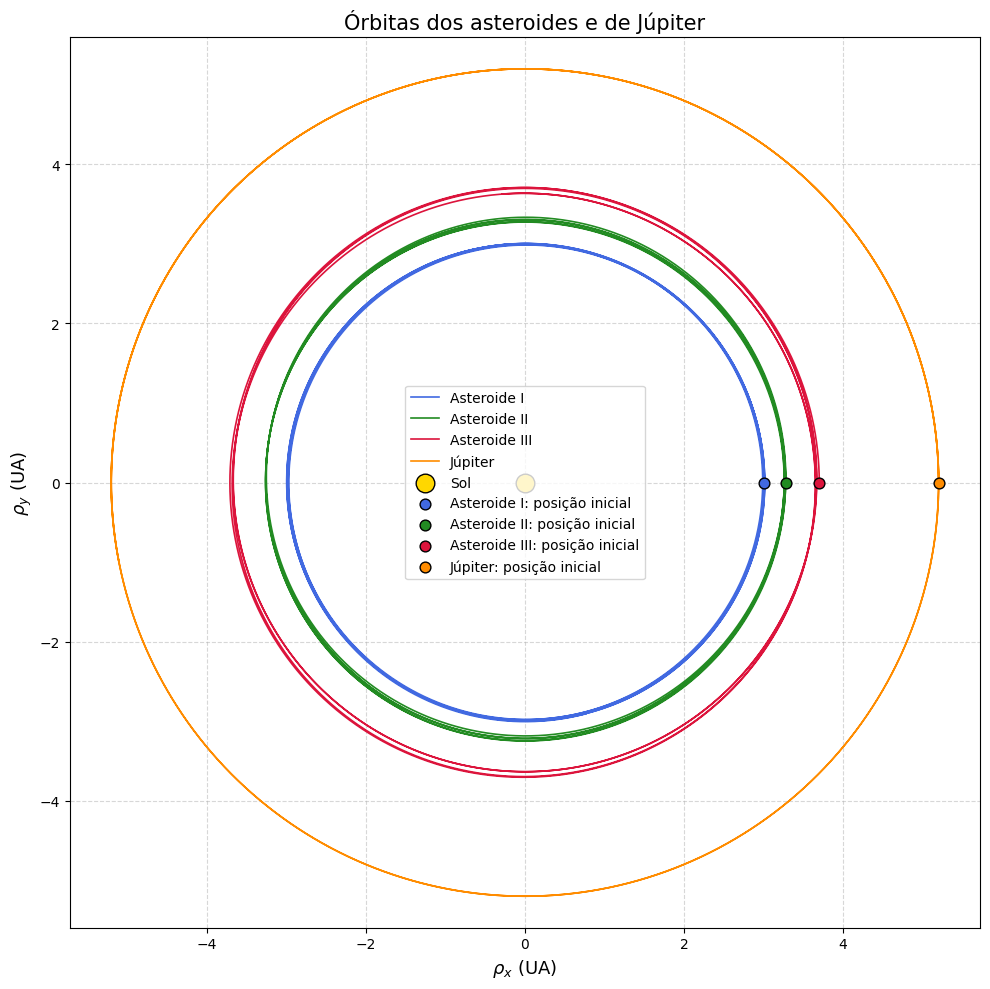 Órbitas dos asteroides e de Júpiter
4
2
0
−2
−4
ρy (UA)
Asteroide I
Asteroide II
Asteroide III
Júpiter
Sol
Asteroide I: posição inicial
Asteroide II: posição inicial
Asteroide III: posição inicial
Júpiter: posição inicial
−4 −2 0 2 4
ρx (UA)